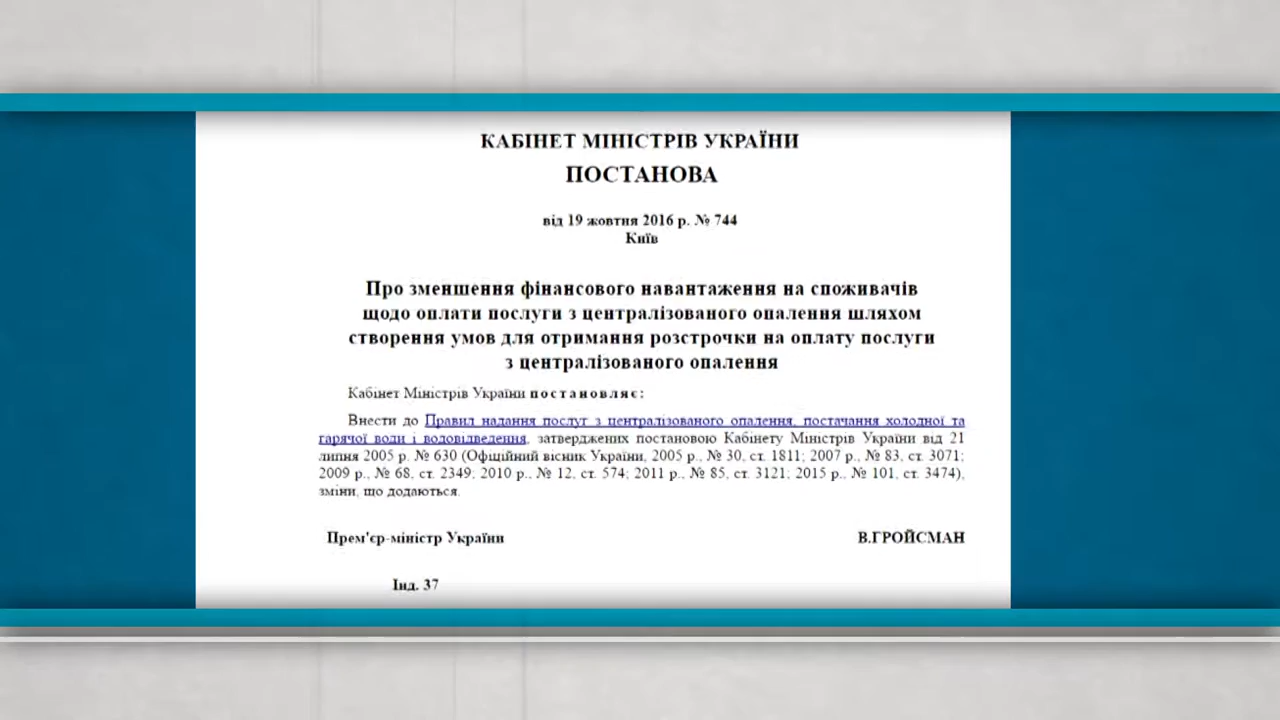 КАБІНЕТ МІНІСТРІВ УКРАЇНИ
ПОСТАНОВА
від 19 жовтня 2016 р. № 744
Київ
Про зменшення фінансового навантаження на споживачів
щодо оплати послуги з централізованого опалення шляхом
створення умов для отримання розстрочки на оплату послуги
з централізованого опалення
Кабінет Міністрів України постановляє:
Внести до Правил надання послуг з централізованого опалення, постачання холодної та
гарячої води і водовідведення, затверджених постановою Кабінету Міністрів України від 21
липня 2005 р. № 630 (Офіційний вісник України, 2005 р., № 30, ст. 1811; 2007 р., № 83, ст. 3071;
2009 р., № 68, ст. 2349; 2010 р., № 12, ст. 574; 2011 р., № 85, ст. 3121; 2015 р., № 101, ст. 3474),
зміни, що додаються.
Прем'єр-міністр України В.ГРОЙСМАН
Інд. 37